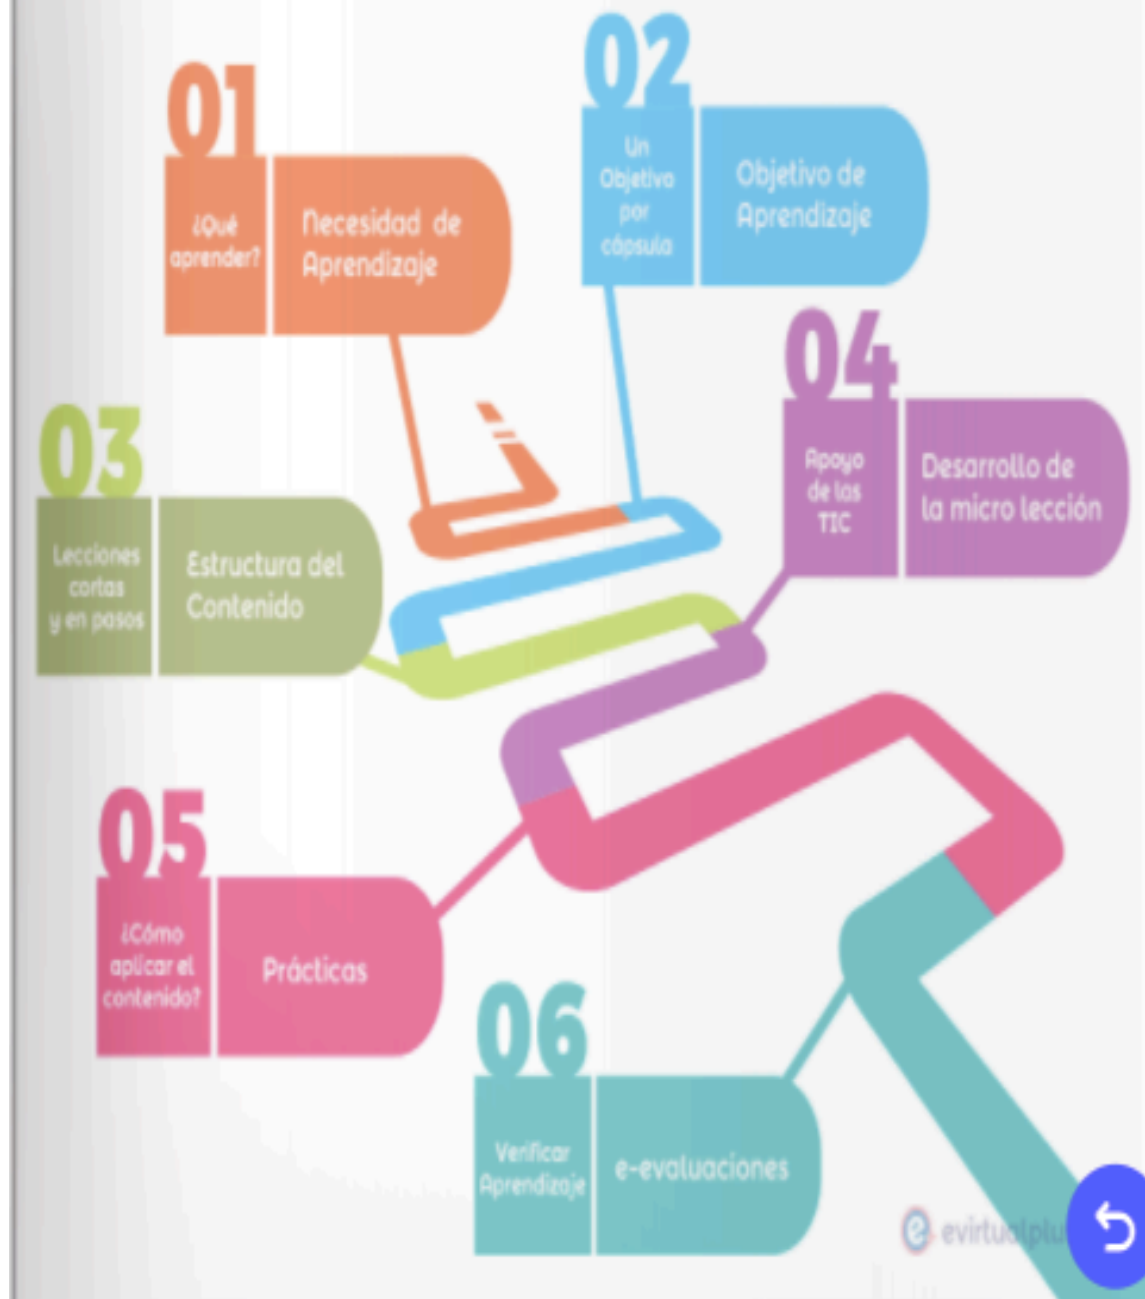 01
¿Qué
aprender?
Necesidad de
Aprendizaje
02
Un
Objetivo
por
cápsula
Objetivo de
Aprendizaje
03
Lecciones
cortas
y en pasos
Estructura del
Contenido
04
Apoyo
de las
TIC
Desarrollo de
la micro lección
05
¿Cómo
aplicar el
contenido?
Prácticas
06
Verificar
Aprendizaje
e-evaluaciones
evirtualplu